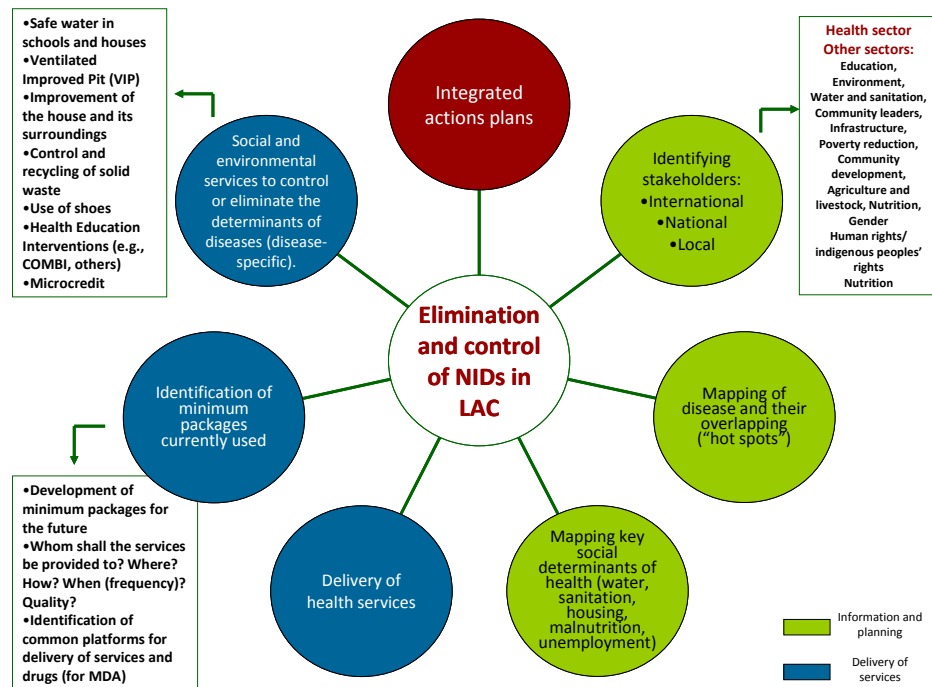 •Safe water in
schools and houses
•Ventilated
Improved Pit (VIP)
•Improvement of
the house and its
surroundings
•Control and
recycling of solid
waste
•Use of shoes
•Health Education
Interventions (e.g.,
COMBI, others)
•Microcredit
Social and
environmental
services to control
or eliminate the
determinants of
diseases (disease-
specific).
Integrated
actions plans
Identifying
stakeholders:
•International
•National
•Local
Health sector
Other sectors:
Education,
Environment,
Water and sanitation,
Community leaders,
Infrastructure,
Poverty reduction,
Community
development,
Agriculture and
livestock, Nutrition,
Gender
Human rights/
indigenous peoples’
rights
Nutrition
Elimination
and control
of NIDs in
LAC
Identification of
minimum
packages
currently used
Mapping of
disease and their
overlapping
(“hot spots”)
•Development of
minimum packages for
the future
•Whom shall the services
be provided to? Where?
How? When (frequency)?
Quality?
•Identification of
common platforms for
delivery of services and
drugs (for MDA)
Delivery of
health services
Mapping key
social
determinants of
health (water,
sanitation,
housing,
malnutrition,
unemployment)
Information and
planning
Delivery of
services